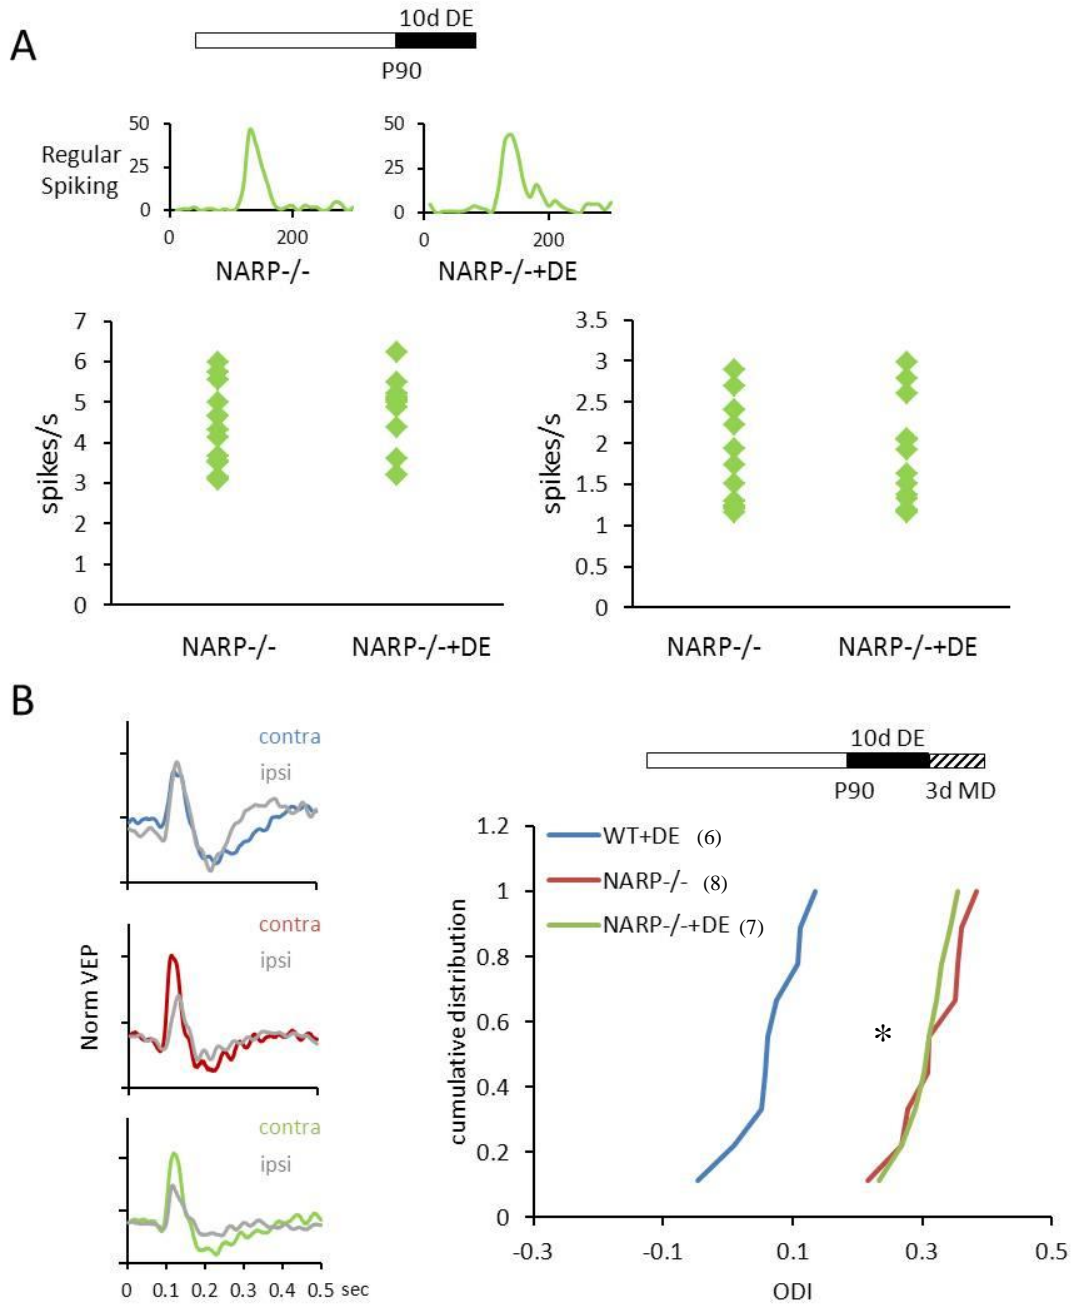 A
10d DE
P90
Regular
Spiking
50
25
0
0
200
NARP-/-
50
25
0
0
200
NARP-/-+DE
7
6
5
4
3
2
1
0
spikes/s
NARP-/-
NARP-/-+DE
3.5
3
2.5
2
1.5
1
0.5
0
spikes/s
NARP-/-
NARP-/-+DE
B
contra
ipsi
contra
ipsi
contra
ipsi
Norm VEP
0 0.1 0.2 0.3 0.4 0.5 sec
10d DE
P90
3d MD
1.2
1
0.8
0.6
0.4
0.2
0
cumulative distribution
WT+DE (6)
NARP-/- (8)
NARP-/-+DE (7)
*
-0.3 -0.1 0.1 0.3 0.5
ODI